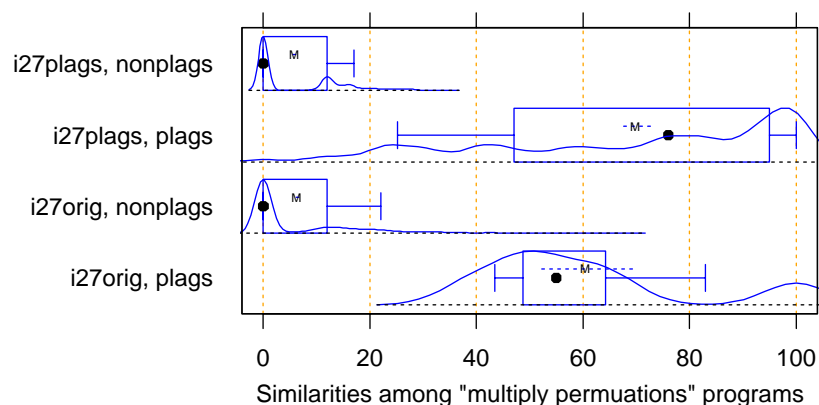 i27plags, nonplags
M
i27plags, plags
M
i27orig, nonplags
M
i27orig, plags
M
0 20 40 60 80 100
Similarities among "multiply permuations" programs